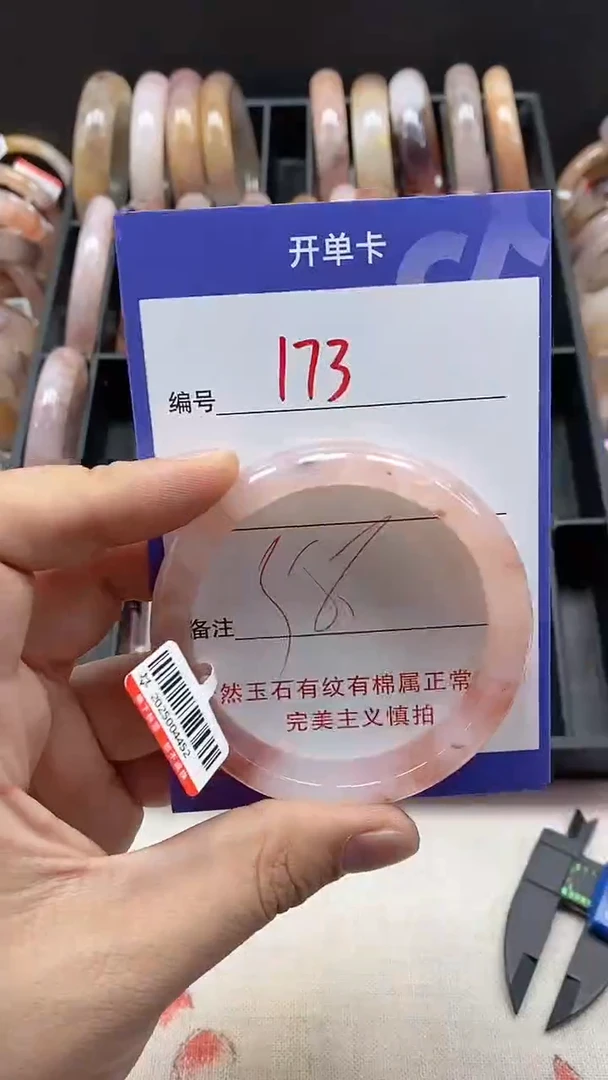 开单卡
编号 173
58
备注
然玉石有纹有棉属正常
完美主义慎拍
2025004452